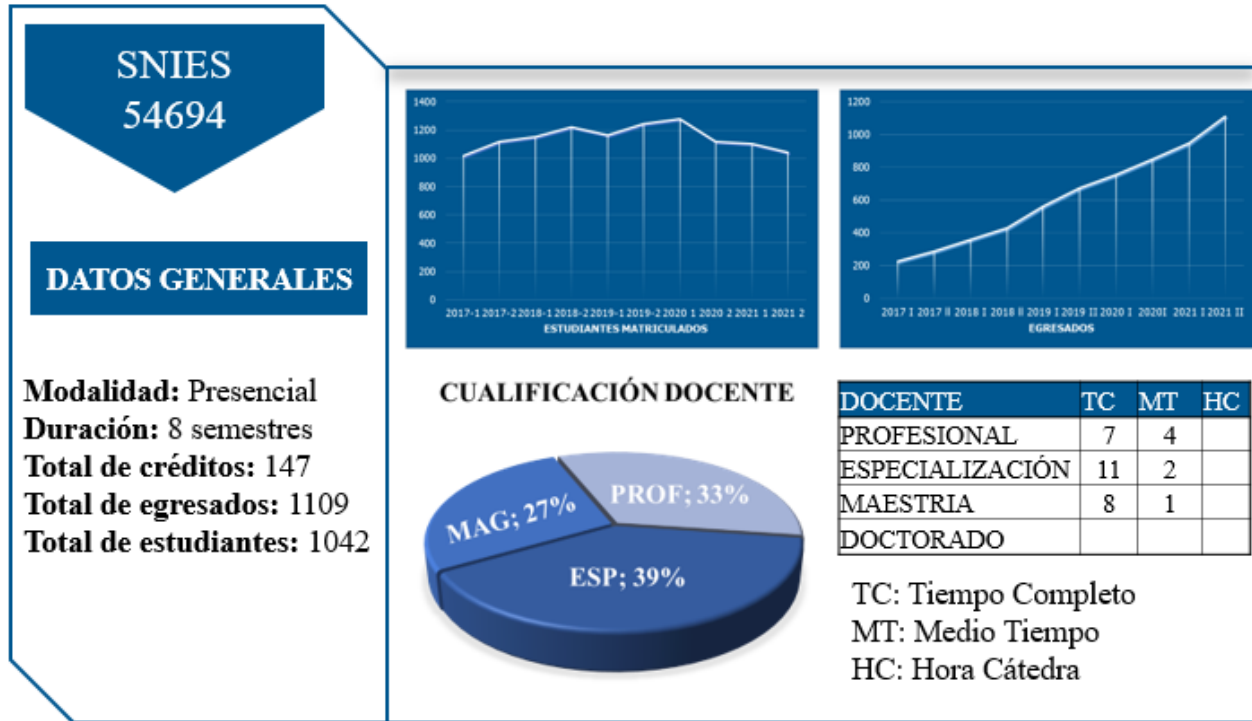 SNIES
54694
DATOS GENERALES
Modalidad: Presencial
Duración: 8 semestres
Total de créditos: 147
Total de egresados: 1109
Total de estudiantes: 1042
1400
1200
1000
800
600
400
200
0
2017-1 2017-2 2018-1 2018-2 2019-1 2019-2 2020 1 2020 2 2021 1 2021 2
ESTUDIANTES MATRICULADOS
1200
1000
800
600
400
200
0
2017 I 2017 II 2018 I 2018 II 2019 I 2019 II 2020 I 2020I 2021 I 2021 II
EGRESADOS
CUALIFICACIÓN DOCENTE
PROF; 33%
MAG; 27%
ESP; 39%
DOCENTE TC MT HC
PROFESIONAL 7 4
ESPECIALIZACIÓN 11 2
MAESTRIA 8 1
DOCTORADO
TC: Tiempo Completo
MT: Medio Tiempo
HC: Hora Cátedra